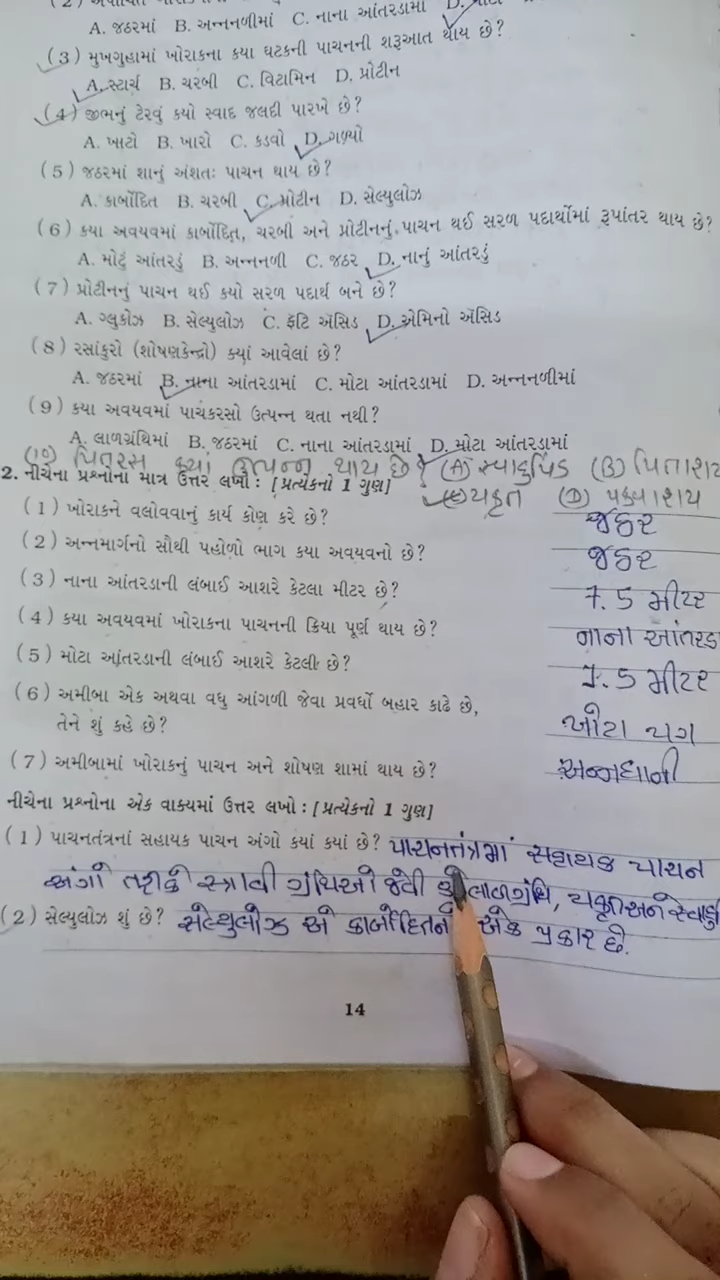 A. જઠરમાં B. અન્નનળીમાં C. નાના આંતરડામાં D.
(3) મુખગુહામાં ખોરાકના કયા ઘટકની પાચનની શરૂઆત થાય છે?
A. સ્ટાર્ચ B. ચરબી C. વિટામિન D. પ્રોટીન
(4) જીભનું ટેરવું કયો સ્વાદ જલદી પારખે છે?
A. ખાટો B. ખારો C. કડવો D. ગળ્યો
(5) જઠરમાં શાનું અંશતઃ પાચન થાય છે?
A. કાર્બોદિત B. ચરબી C. પ્રોટીન D. સેલ્યુલોઝ
(6) કયા અવયવમાં કાર્બોદિત, ચરબી અને પ્રોટીનનું પાચન થઈ સરળ પદાર્થોમાં રૂપાંતર થાય છે?
A. મોટું આંતરડું B. અન્નનળી C. જઠર D. નાનું આંતરડું
(7) પ્રોટીનનું પાચન થઈ કયો સરળ પદાર્થ બને છે?
A. ગ્લુકોઝ B. સેલ્યુલોઝ C. ફૅટિ ઍસિડ D. એમિનો ઍસિડ
(8) રસાંકુરો (શોષણકેન્દ્રો) ક્યાં આવેલાં છે?
A. જઠરમાં B. નાના આંતરડામાં C. મોટા આંતરડામાં D. અન્નનળીમાં
(9) કયા અવયવમાં પાચકરસો ઉત્પન્ન થતા નથી?
A. લાળગ્રંથિમાં B. જઠરમાં C. નાના આંતરડામાં D. મોટા આંતરડામાં
(10) પિતરસ ક્યાં ઉત્પન્ન થાય છે? (A) સ્વાદુપિંડ (B) પિતાશય
(C) યકૃત (D) પક્વાશય
2. નીચેના પ્રશ્નોના માત્ર ઉત્તર લખો : [પ્રત્યેકનો 1 ગુણ]
(1) ખોરાકને વલોવવાનું કાર્ય કોણ કરે છે? જઠર
(2) અન્નમાર્ગનો સૌથી પહોળો ભાગ કયા અવયવનો છે? જઠર
(3) નાના આંતરડાની લંબાઈ આશરે કેટલા મીટર છે? 7.5 મીટર
(4) કયા અવયવમાં ખોરાકના પાચનની ક્રિયા પૂર્ણ થાય છે? નાના આંતરડા
(5) મોટા આંતરડાની લંબાઈ આશરે કેટલી છે? 1.5 મીટર
(6) અમીબા એક અથવા વધુ આંગળી જેવા પ્રવર્ધો બહાર કાઢે છે,
તેને શું કહે છે? ખોટા પગ
(7) અમીબામાં ખોરાકનું પાચન અને શોષણ શામાં થાય છે? અન્નધાની
નીચેના પ્રશ્નોના એક વાક્યમાં ઉત્તર લખો : [પ્રત્યેકનો 1 ગુણ]
(1) પાચનતંત્રનાં સહાયક પાચન અંગો કયાં કયાં છે? પાચનતંત્રમાં સહાયક પાચન
અંગો તરીકે સ્ત્રાવી ગ્રંથિઓ જેવી કે લાળગ્રંથિ, યકૃત અને સ્વાદુ
(2) સેલ્યુલોઝ શું છે? સેલ્યુલોઝ એ કાર્બોદિતનો એક પ્રકાર છે.
14